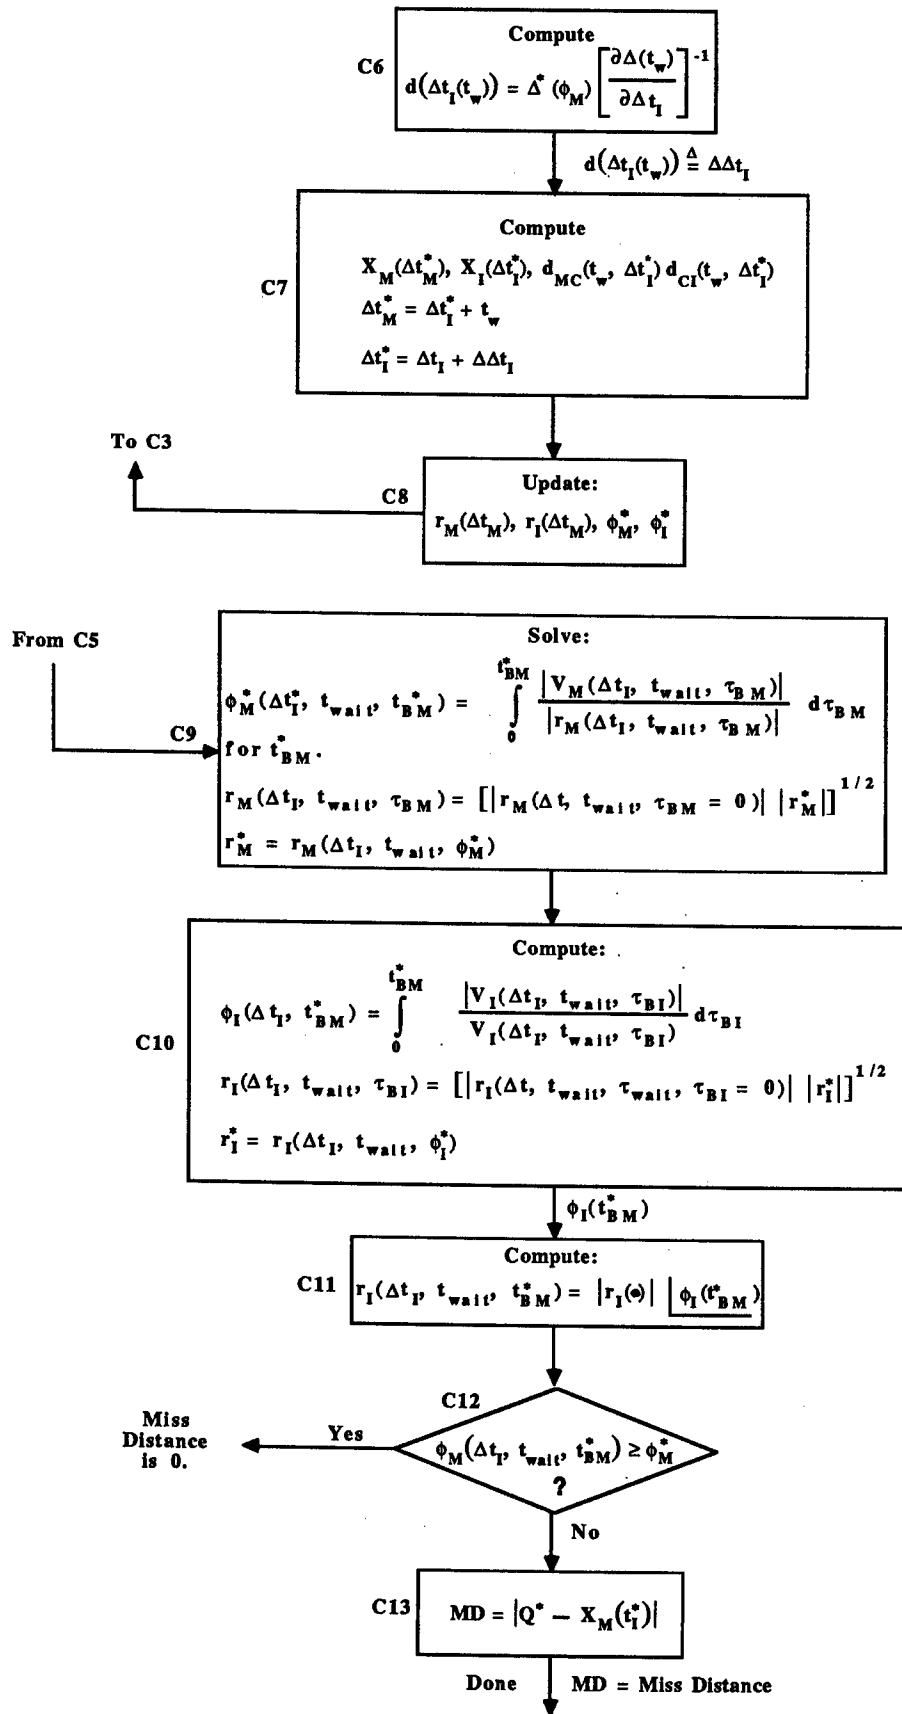 Compute
C6
d(Δt_I(t_w)) = Δ* (ϕ_M) [∂Δ(t_w) / ∂Δt_I]^-1
d(Δt_I(t_w)) ≜ ΔΔt_I
Compute
C7
X_M(Δt*_M), X_I(Δt*_I), d_MC(t_w, Δt*_I) d_CI(t_w, Δt*_I)
Δt*_M = Δt*_I + t_w
Δt*_I = Δt_I + ΔΔt_I
To C3
C8
Update:
r_M(Δt_M), r_I(Δt_M), ϕ*_M, ϕ*_I
From C5
C9
Solve:
ϕ*_M(Δt*_I, t_wait, t*_BM) = ∫_0^t*_BM |V_M(Δt_I, t_wait, τ_BM)| / |r_M(Δt_I, t_wait, τ_BM)| dτ_BM
for t*_BM.
r_M(Δt_I, t_wait, τ_BM) = [|r_M(Δt, t_wait, τ_BM = 0)| |r*_M|]^1/2
r*_M = r_M(Δt_I, t_wait, ϕ*_M)
C10
Compute:
ϕ_I(Δt_I, t*_BM) = ∫_0^t*_BM |V_I(Δt_I, t_wait, τ_BI)| / V_I(Δt_I, t_wait, τ_BI) dτ_BI
r_I(Δt_I, t_wait, τ_BI) = [|r_I(Δt, t_wait, τ_wait, τ_BI = 0)| |r*_I|]^1/2
r*_I = r_I(Δt_I, t_wait, ϕ*_I)
ϕ_I(t*_BM)
C11
Compute:
r_I(Δt_I, t_wait, t*_BM) = |r_I(•)| |ϕ_I(t*_BM)
C12
ϕ_M(Δt_I, t_wait, t*_BM) ≥ ϕ*_M
?
Yes
Miss
Distance
is 0.
No
C13
MD = |Q* − X_M(t*_I)|
Done
MD = Miss Distance